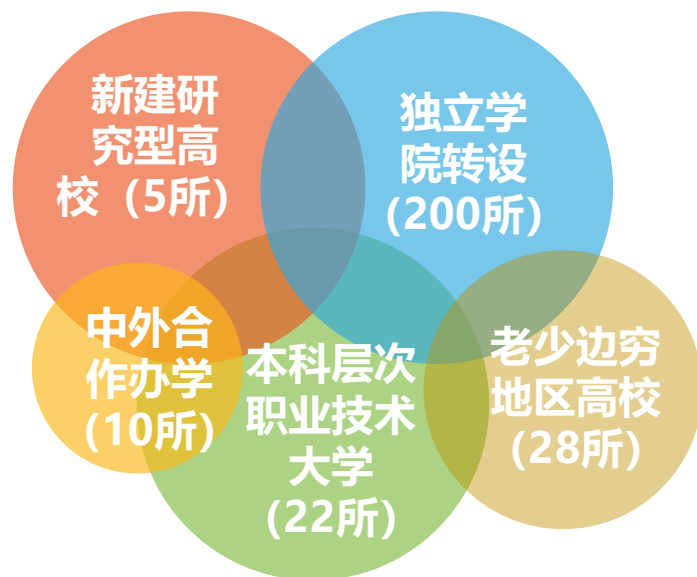 新建研
究型高
校（5所）
独立学
院转设
(200所)
中外合
作办学
(10所)
本科层次
职业技术
大学
(22所)
老少边穷
地区高校
(28所)